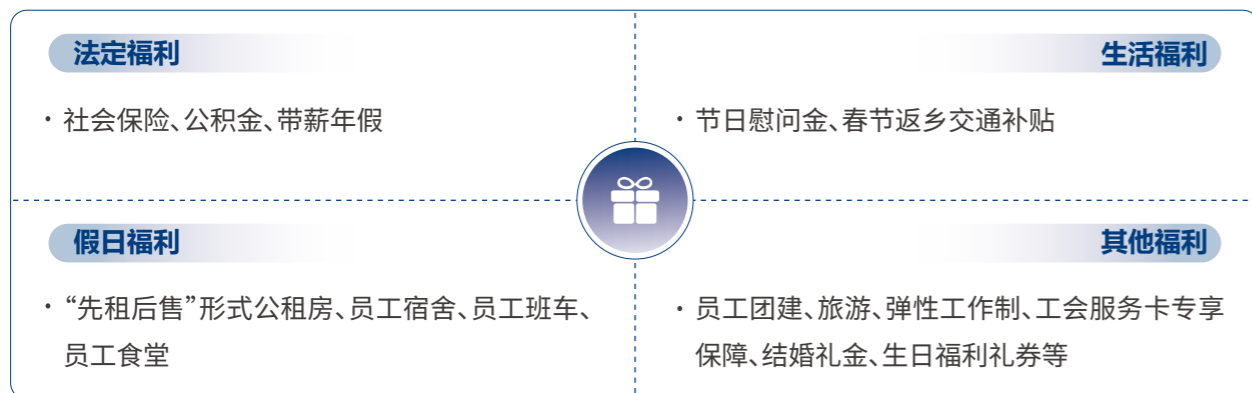 法定福利
· 社会保险、公积金、带薪年假
生活福利
· 节日慰问金、春节返乡交通补贴
假日福利
· “先租后售”形式公租房、员工宿舍、员工班车、
员工食堂
其他福利
· 员工团建、旅游、弹性工作制、工会服务卡专享
保障、结婚礼金、生日福利礼券等